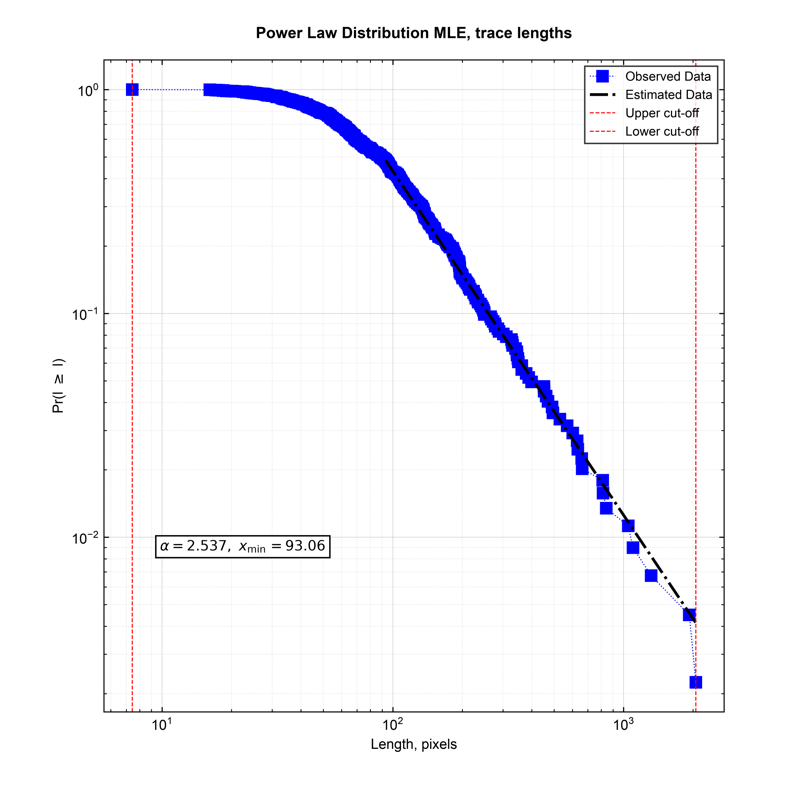 Power Law Distribution MLE, trace lengths
Observed Data
Estimated Data
Upper cut-off
Lower cut-off
10⁰
10⁻¹
10⁻²
Pr(l ≥ l)
α = 2.537, x_min = 93.06
10¹ 10² 10³
Length, pixels